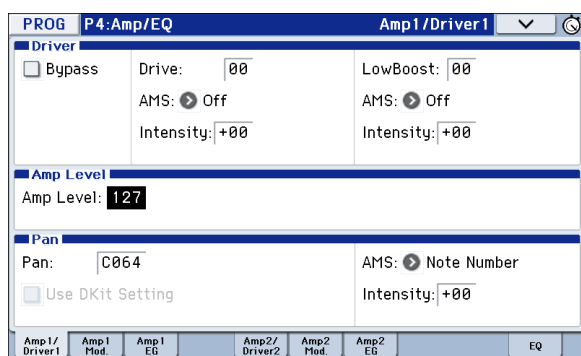 PROG P4:Amp/EQ Amp1/Driver1
Driver
Bypass Drive: 00 LowBoost: 00
AMS: Off AMS: Off
Intensity: +00 Intensity: +00
Amp Level
Amp Level: 127
Pan
Pan: C064 AMS: Note Number
Use DKit Setting Intensity: +00
Amp1/ Driver1 Amp1 Mod. Amp1 EG Amp2/ Driver2 Amp2 Mod. Amp2 EG EQ